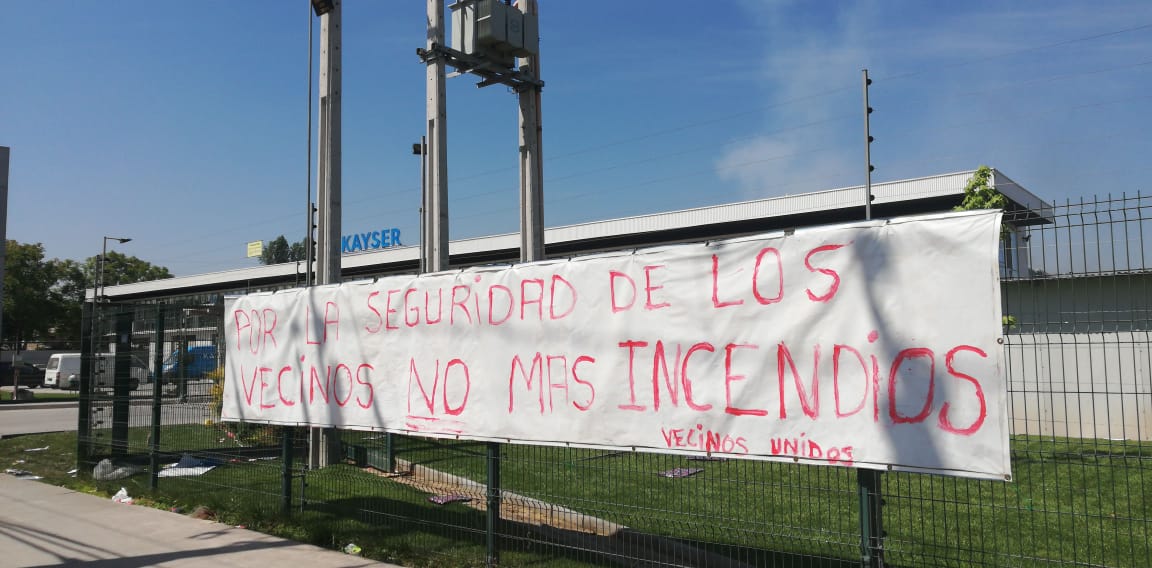 KAYSER
POR LA SEGURiDAD DE LOS
VECiNOS NO MAS INCENDiOS
VECiNOS UNiDOS